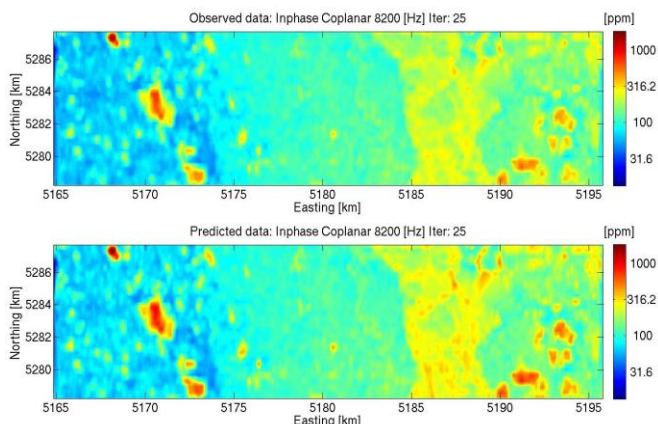 Observed data: Inphase Coplanar 8200 [Hz] Iter: 25
[ppm]
5286
5284
5282
5280
Northing [km]
5165 5170 5175 5180 5185 5190 5195
Easting [km]
1000
316.2
100
31.6
Predicted data: Inphase Coplanar 8200 [Hz] Iter: 25
[ppm]
5286
5284
5282
5280
Northing [km]
5165 5170 5175 5180 5185 5190 5195
Easting [km]
1000
316.2
100
31.6